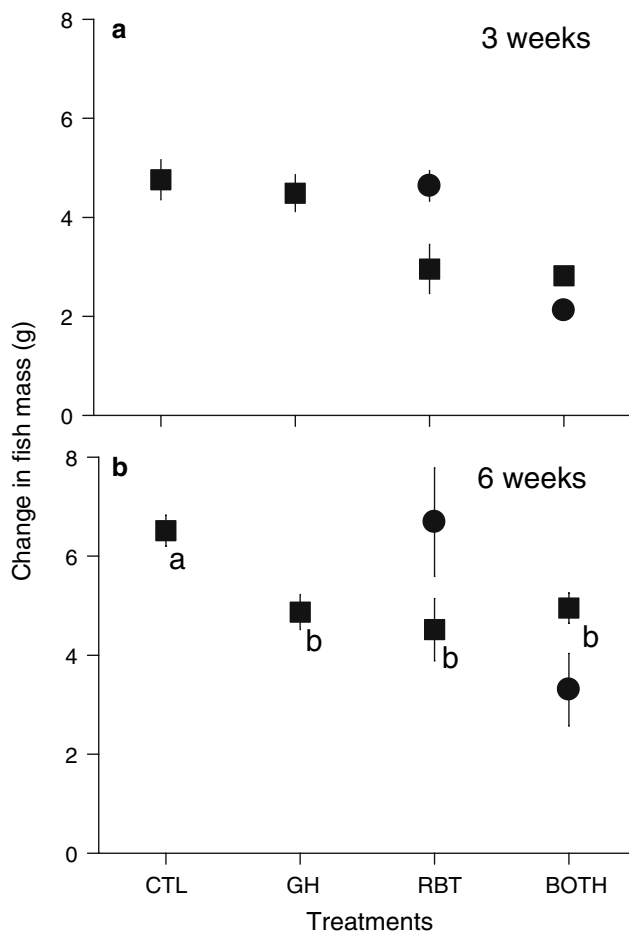 a
3 weeks
8
6
4
2
0
b
6 weeks
8
6
4
2
0
a
b
b
b
Change in fish mass (g)
CTL
GH
RBT
BOTH
Treatments